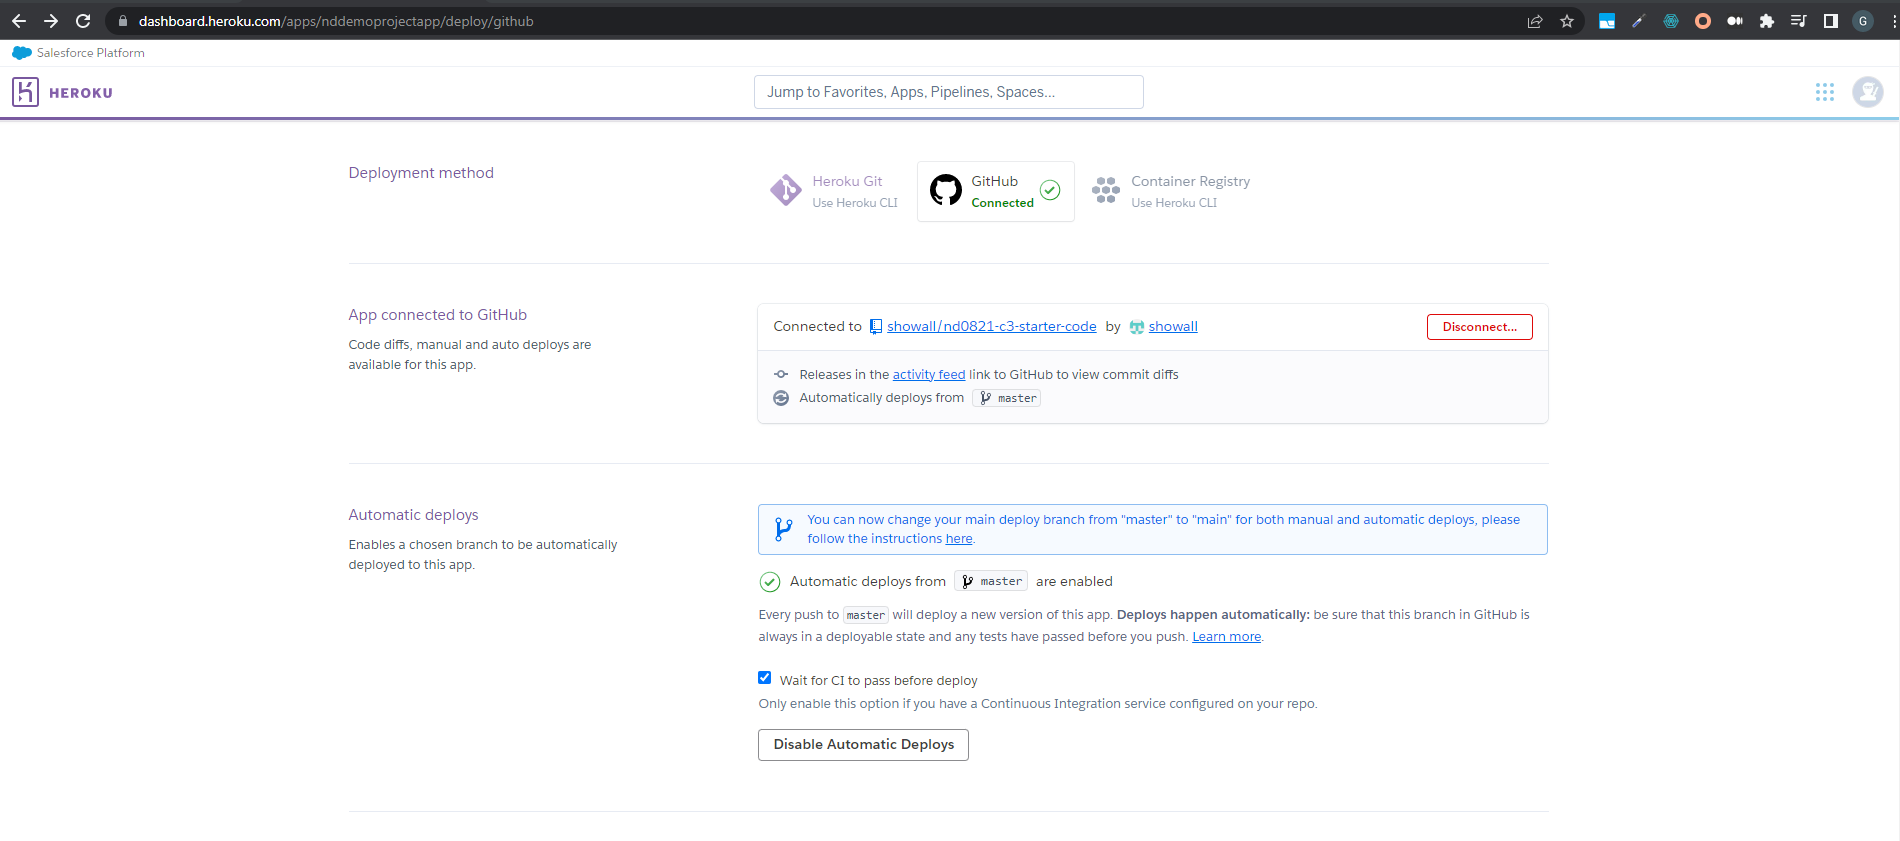 dashboard.heroku.com/apps/nddemoprojectapp/deploy/github
G
Salesforce Platform
HEROKU
Jump to Favorites, Apps, Pipelines, Spaces...
Deployment method
Heroku Git
Use Heroku CLI
GitHub
Connected
Container Registry
Use Heroku CLI
App connected to GitHub
Code diffs, manual and auto deploys are
available for this app.
Connected to showall/nd0821-c3-starter-code by showall
Disconnect...
Releases in the activity feed link to GitHub to view commit diffs
Automatically deploys from master
Automatic deploys
Enables a chosen branch to be automatically
deployed to this app.
You can now change your main deploy branch from "master" to "main" for both manual and automatic deploys, please
follow the instructions here.
Automatic deploys from master are enabled
Every push to master will deploy a new version of this app. Deploys happen automatically: be sure that this branch in GitHub is
always in a deployable state and any tests have passed before you push. Learn more.
Wait for CI to pass before deploy
Only enable this option if you have a Continuous Integration service configured on your repo.
Disable Automatic Deploys